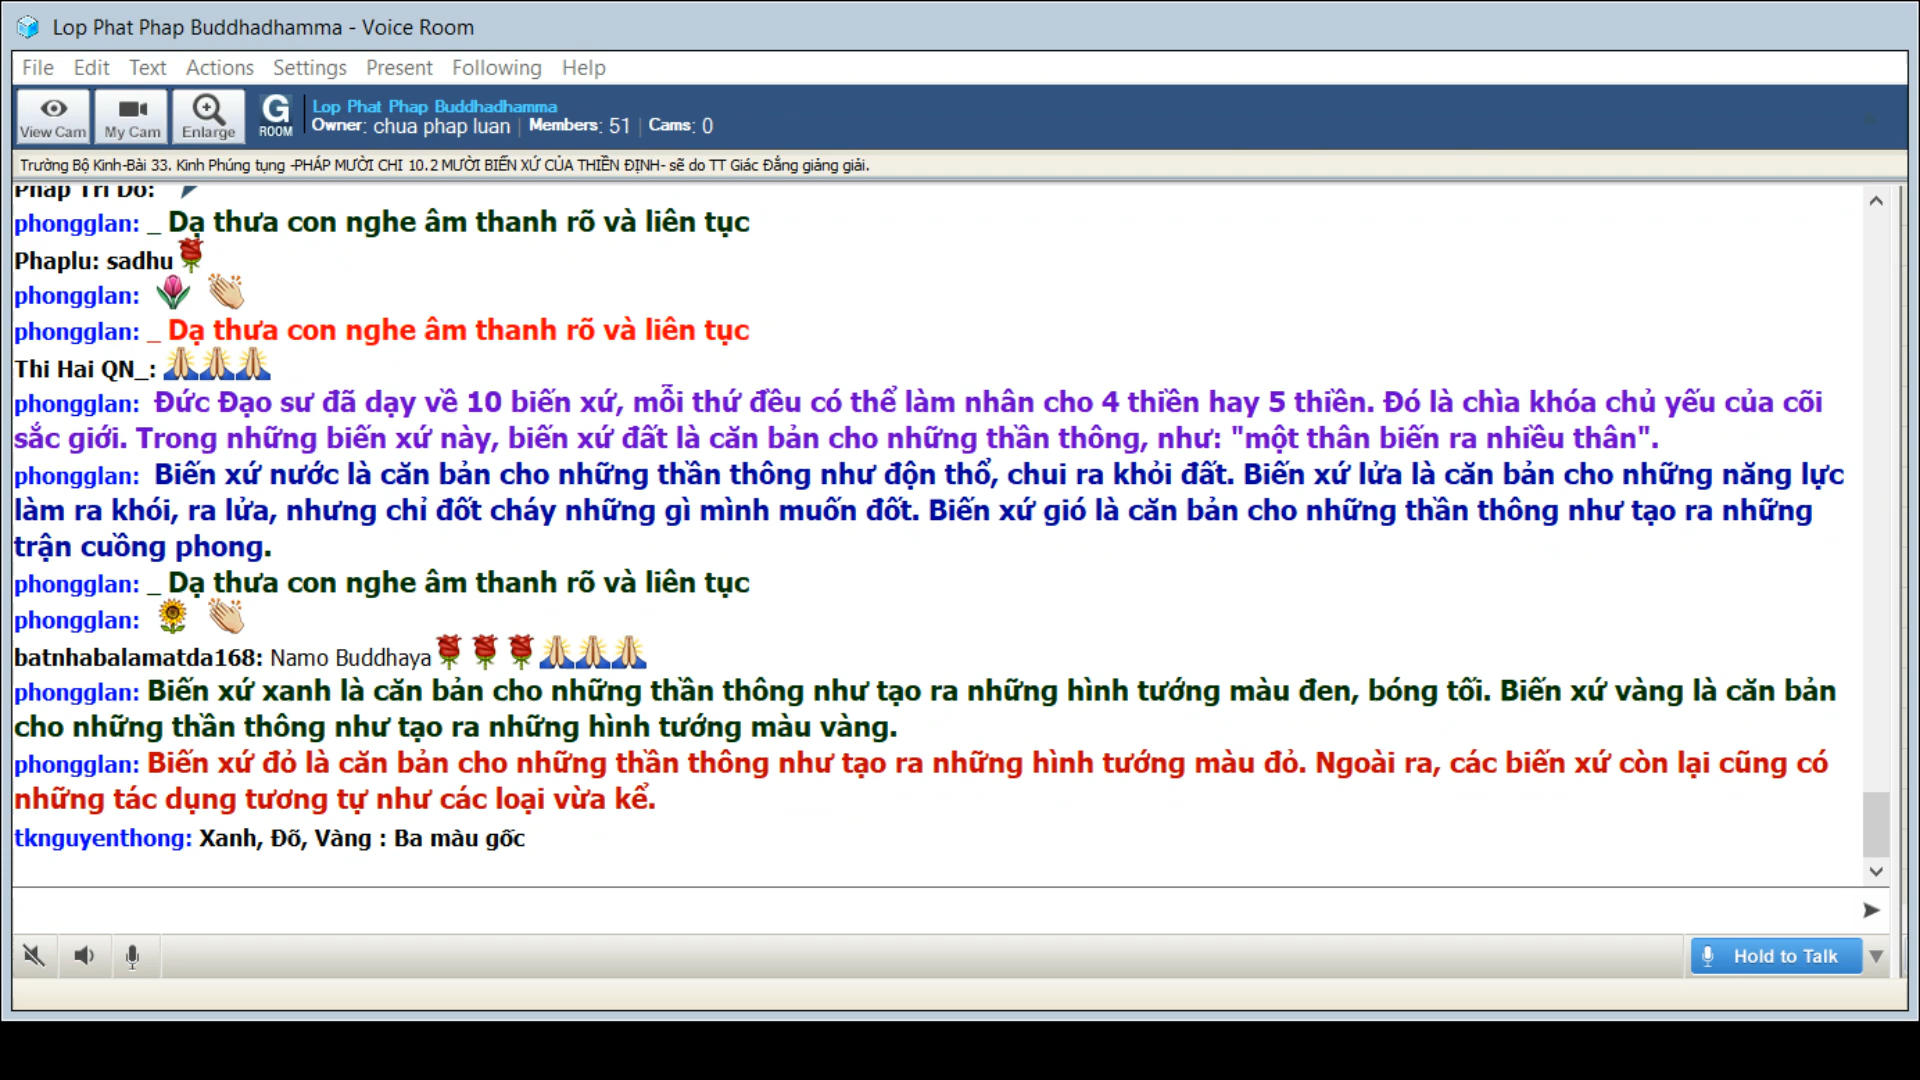 Lop Phat Phap Buddhadhamma - Voice Room
File Edit Text Actions Settings Present Following Help
View Cam My Cam Enlarge G ROOM
Lop Phat Phap Buddhadhamma
Owner: chua phap luan | Members: 51 | Cams: 0
Trường Bộ Kinh-Bài 33. Kinh Phúng tụng -PHÁP MƯỜI CHI 10.2 MƯỜI BIẾN XỨ CỦA THIỀN ĐỊNH- sẽ do TT Giác Đẳng giảng giải.
Phap Tri Do:
phongglan: _ Dạ thưa con nghe âm thanh rõ và liên tục
Phaplu: sadhu
phongglan:
phongglan: _ Dạ thưa con nghe âm thanh rõ và liên tục
Thi Hai QN_:
phongglan: Đức Đạo sư đã dạy về 10 biến xứ, mỗi thứ đều có thể làm nhân cho 4 thiền hay 5 thiền. Đó là chìa khóa chủ yếu của cõi
sắc giới. Trong những biến xứ này, biến xứ đất là căn bản cho những thần thông, như: "một thân biến ra nhiều thân".
phongglan: Biến xứ nước là căn bản cho những thần thông như độn thổ, chui ra khỏi đất. Biến xứ lửa là căn bản cho những năng lực
làm ra khói, ra lửa, nhưng chỉ đốt cháy những gì mình muốn đốt. Biến xứ gió là căn bản cho những thần thông như tạo ra những
trận cuồng phong.
phongglan: _ Dạ thưa con nghe âm thanh rõ và liên tục
phongglan:
batnhabalamatda168: Namo Buddhaya
phongglan: Biến xứ xanh là căn bản cho những thần thông như tạo ra những hình tướng màu đen, bóng tối. Biến xứ vàng là căn bản
cho những thần thông như tạo ra những hình tướng màu vàng.
phongglan: Biến xứ đỏ là căn bản cho những thần thông như tạo ra những hình tướng màu đỏ. Ngoài ra, các biến xứ còn lại cũng có
những tác dụng tương tự như các loại vừa kể.
tknguyenthong: Xanh, Đõ, Vàng : Ba màu gốc
Hold to Talk